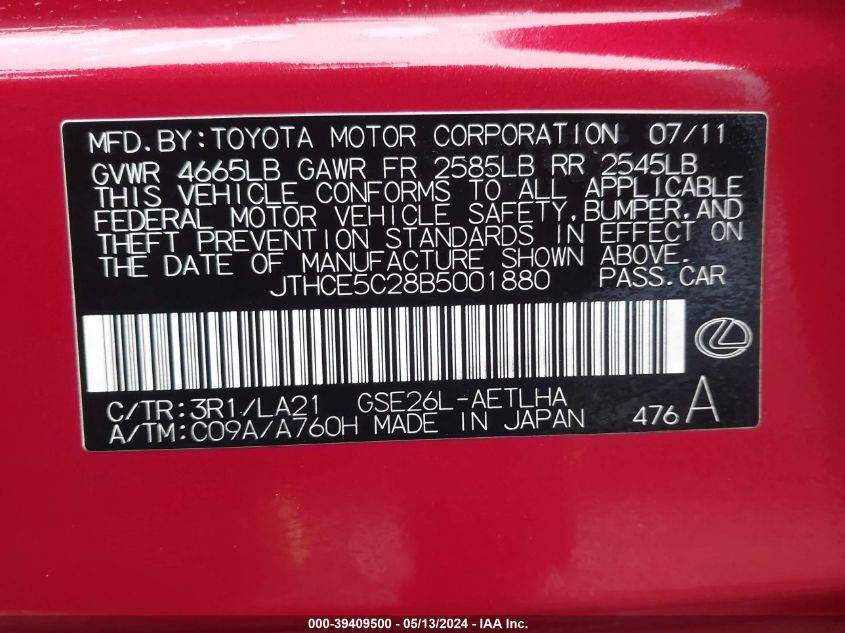 MFD.BY:TOYOTA MOTOR CORPORATION 07/11
GVWR 4665LB GAWR FR 2585LB RR 2545LB
THIS VEHICLE CONFORMS TO ALL APPLICABLE
FEDERAL MOTOR VEHICLE SAFETY,BUMPER,AND
THEFT PREVENTION STANDARDS IN EFFECT ON
THE DATE OF MANUFACTURE SHOWN ABOVE.
JTHCE5C28B5001880 PASS.CAR
C/TR:3R1/LA21 GSE26L-AETLHA
A/TM:C09A/A760H MADE IN JAPAN 476A
000-39409500 - 05/13/2024 - IAA Inc.